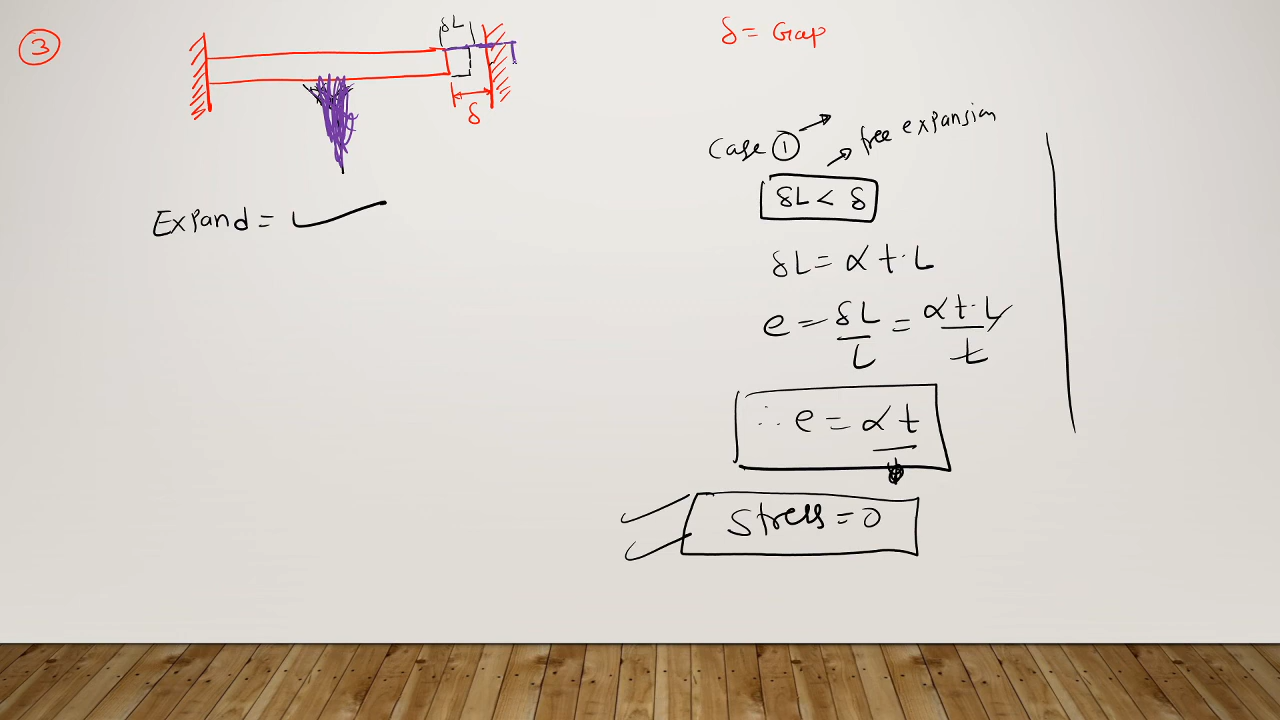 3
δL
δ = Gap
δ
Case 1 →
→ free expansion
δL < δ
Expand = ✓
δL = α t · L
e = δL/L = α t · L/t
∴ e = α t
Stress = 0